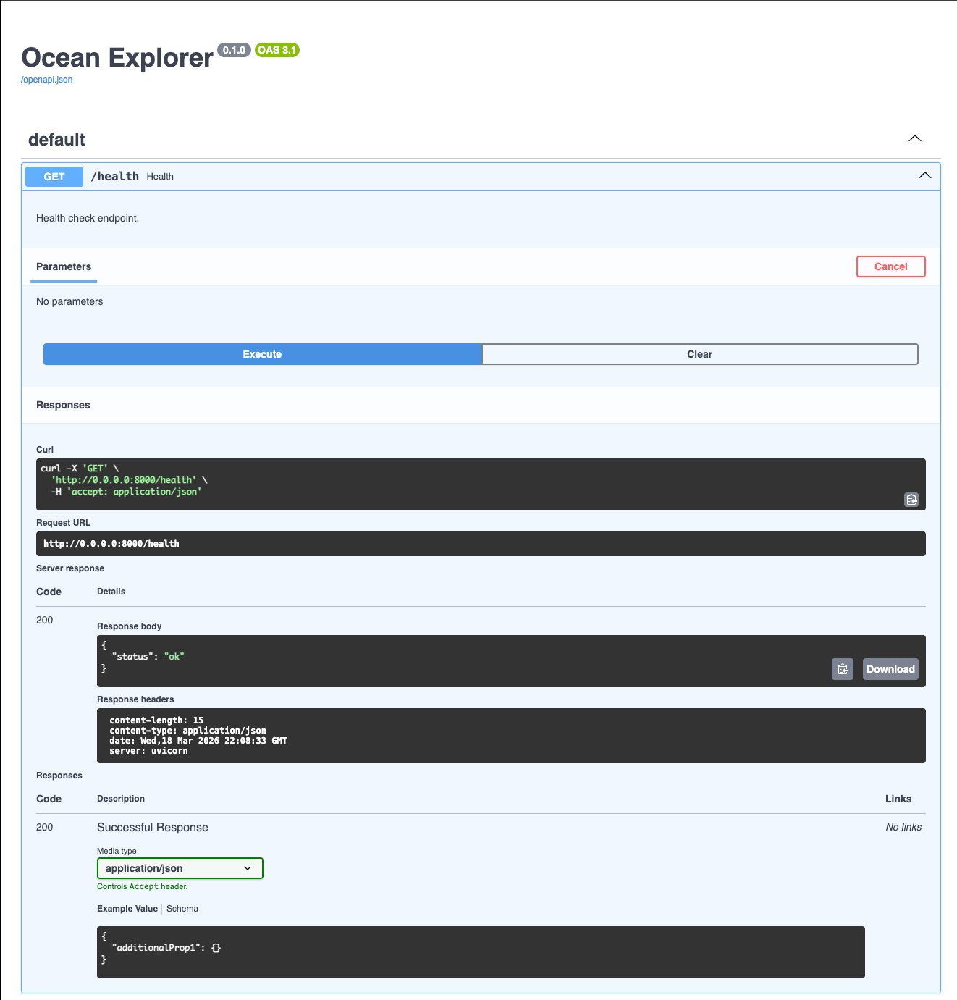 Ocean Explorer 0.1.0 OAS 3.1
/openapi.json
default
GET /health Health
Health check endpoint.
Parameters Cancel
No parameters
Execute Clear
Responses
Curl
curl -X 'GET' \
  'http://0.0.0.0:8000/health' \
  -H 'accept: application/json'
Request URL
http://0.0.0.0:8000/health
Server response
Code Details
200
Response body
{
  "status": "ok"
}
Download
Response headers
content-length: 15
content-type: application/json
date: Wed,18 Mar 2026 22:08:33 GMT
server: uvicorn
Responses
Code Description Links
200 Successful Response No links
Media type
application/json
Controls Accept header.
Example Value Schema
{
  "additionalProp1": {}
}